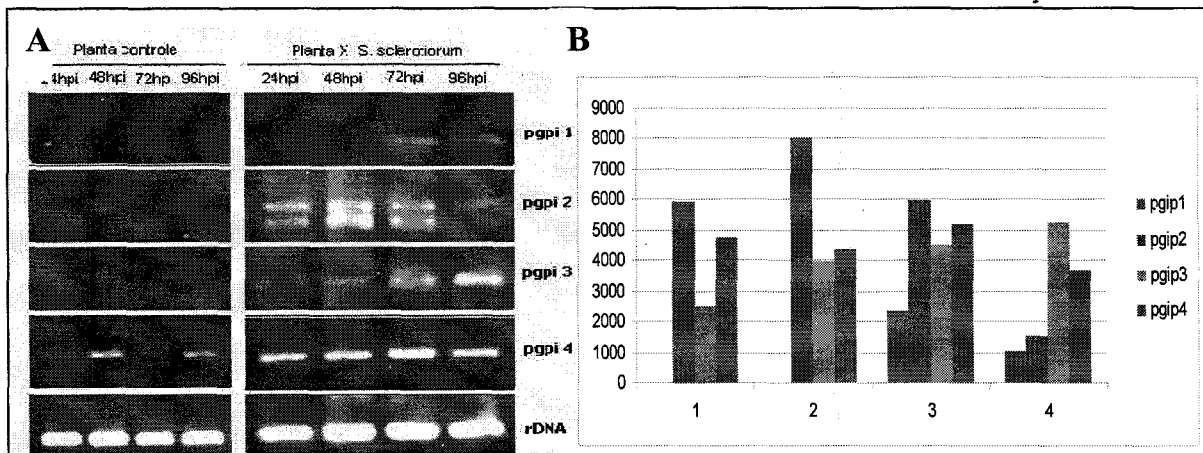 A
Planta controle
Planta X S. sclerotiorum
48hpi 72hp 96hpi
24hpi 48hpi 72hpi 96hpi
pgpi 1
pgpi 2
pgpi 3
pgpi 4
rDNA
B
9000
8000
7000
6000
5000
4000
3000
2000
1000
0
1 2 3 4
pgip1
pgip2
pgip3
pgip4